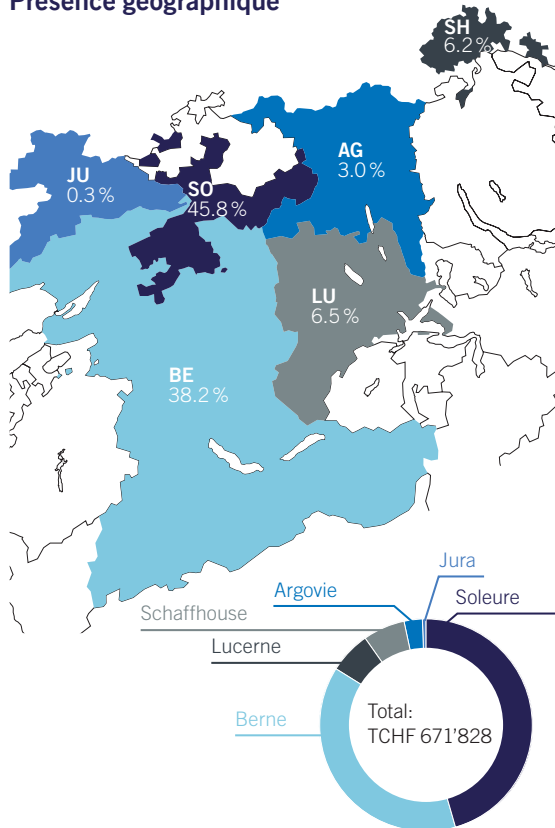 Présence géographique
SH
6.2 %
AG
3.0 %
JU
0.3 %
SO
45.8 %
LU
6.5 %
BE
38.2 %
Jura
Argovie
Soleure
Schaffhouse
Lucerne
Berne
Total:
TCHF 671'828